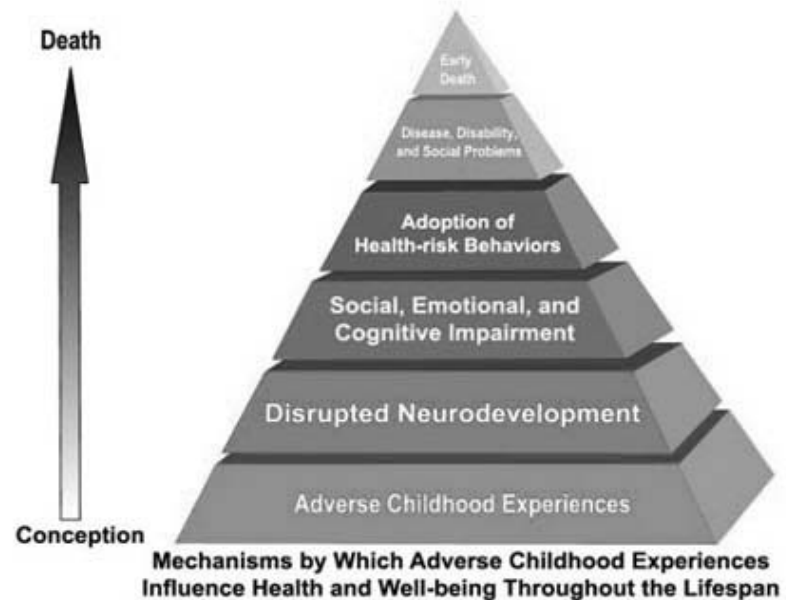 Death
Early
Death
Disease, Disability,
and Social Problems
Adoption of
Health-risk Behaviors
Social, Emotional, and
Cognitive Impairment
Disrupted Neurodevelopment
Adverse Childhood Experiences
Conception
Mechanisms by Which Adverse Childhood Experiences
Influence Health and Well-being Throughout the Lifespan